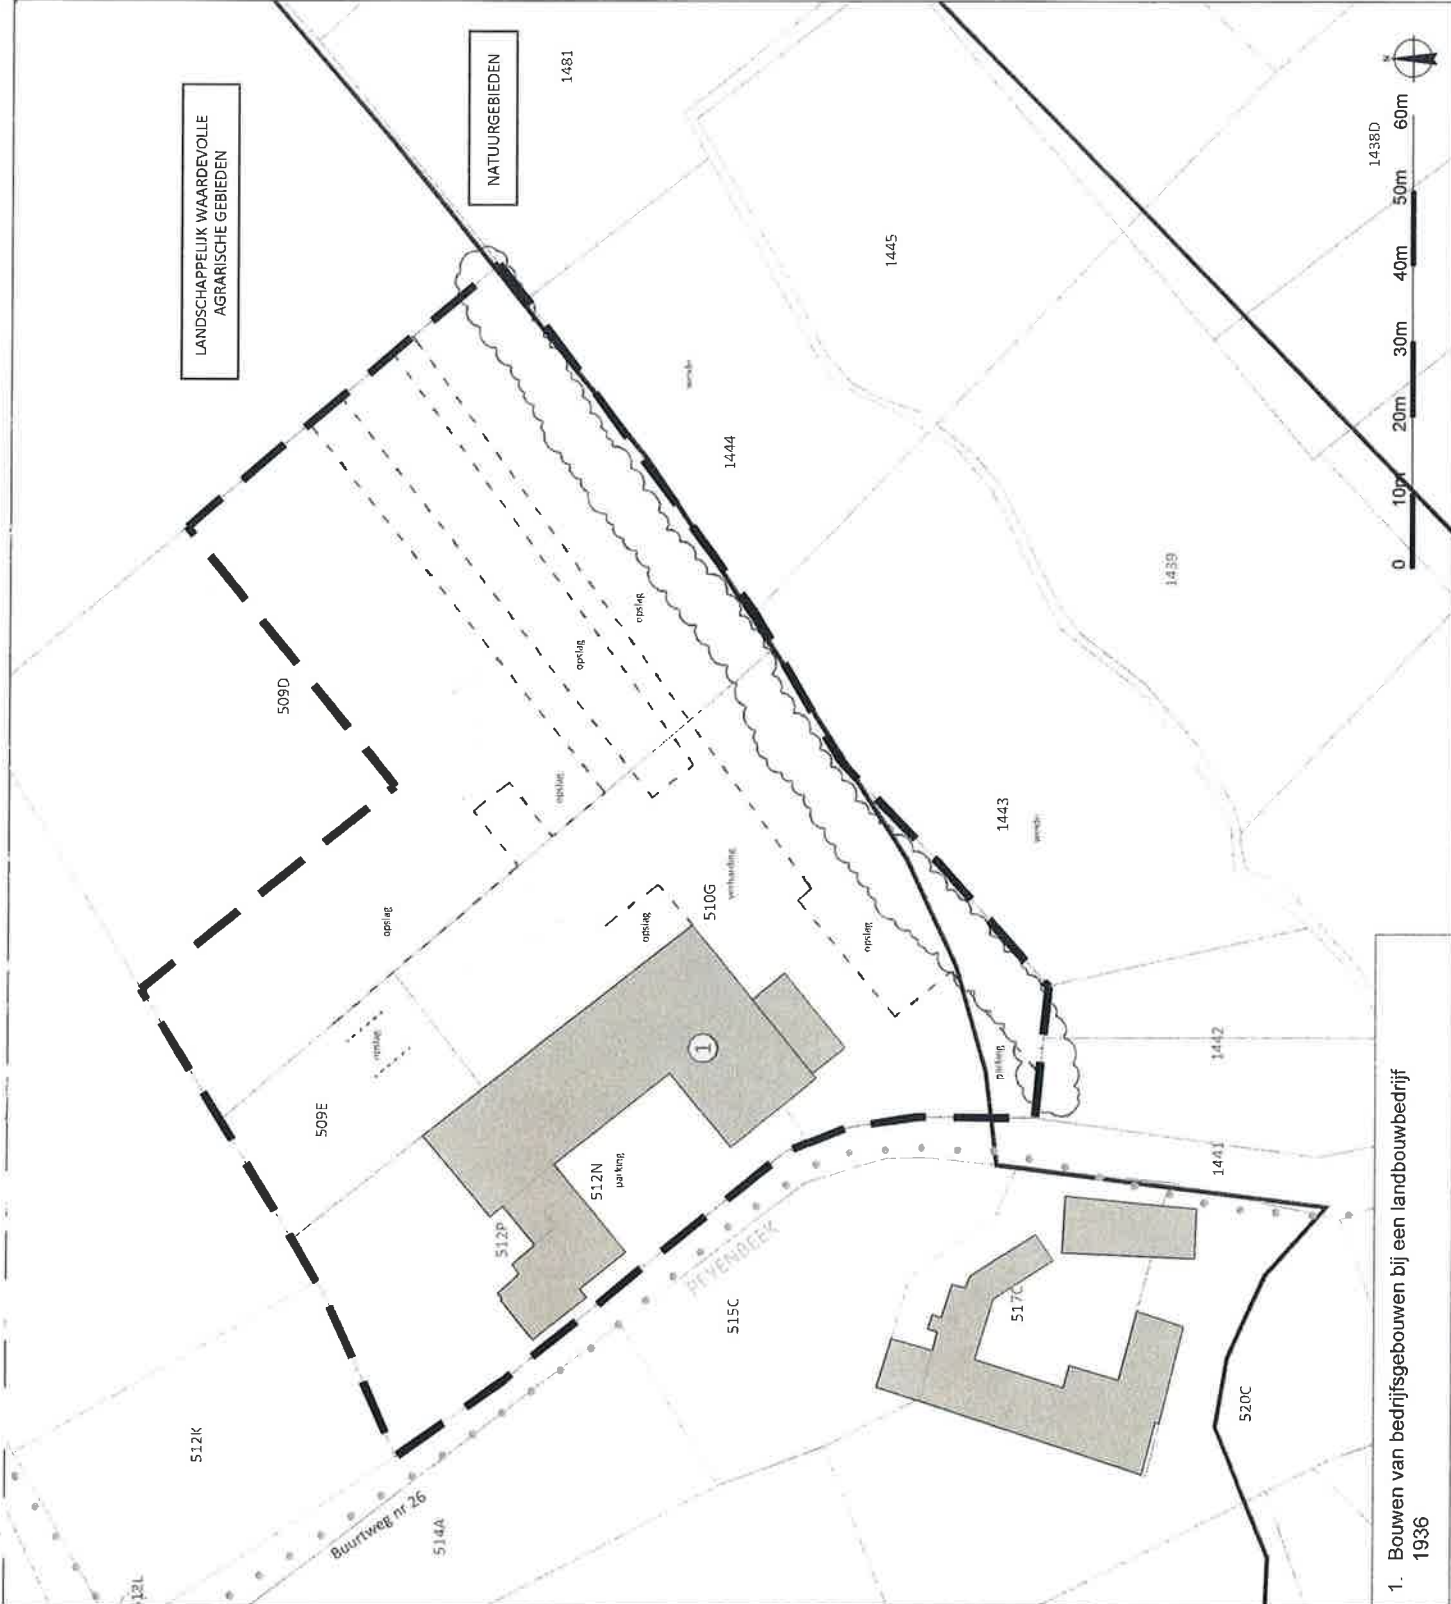 LANDSCHAPPELIJK WAARDEVOLLE
AGRARISCHE GEBIEDEN
NATUURGEBIEDEN
1481
509D
1445
1444
weide
opslag
opslag
1438D
0 10m 20m 30m 40m 50m 60m
N
1439
opslag
opslag
509E
opslag
opslag
510G
verharding
opslag
1443
weide
1
512P
512N
parking
parking
1442
1441
PEVENBEEK
515C
517C
520C
512K
Buurtweg nr 26
514A
1. Bouwen van bedrijfsgebouwen bij een landbouwbedrijf
1936